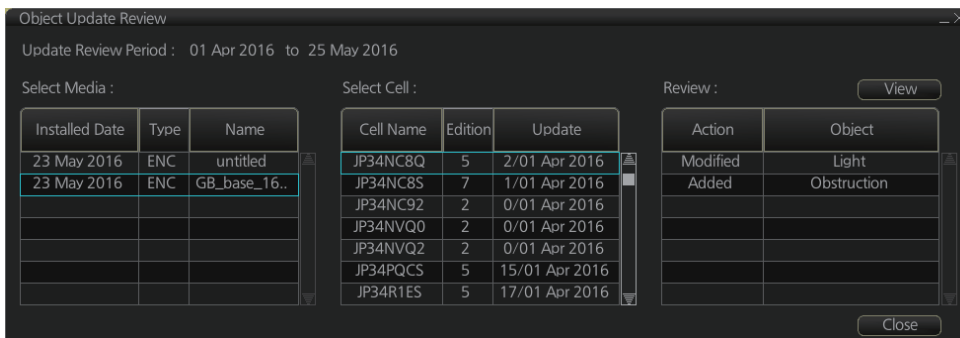 Object Update Review
Update Review Period : 01 Apr 2016 to 25 May 2016
Select Media :
Installed Date Type Name
23 May 2016 ENC untitled
23 May 2016 ENC GB_base_16..
Select Cell :
Cell Name Edition Update
JP34NC8Q 5 2/01 Apr 2016
JP34NC8S 7 1/01 Apr 2016
JP34NC92 2 0/01 Apr 2016
JP34NVQ0 2 0/01 Apr 2016
JP34NVQ2 2 0/01 Apr 2016
JP34PQCS 5 15/01 Apr 2016
JP34R1ES 5 17/01 Apr 2016
Review : View
Action Object
Modified Light
Added Obstruction
Close